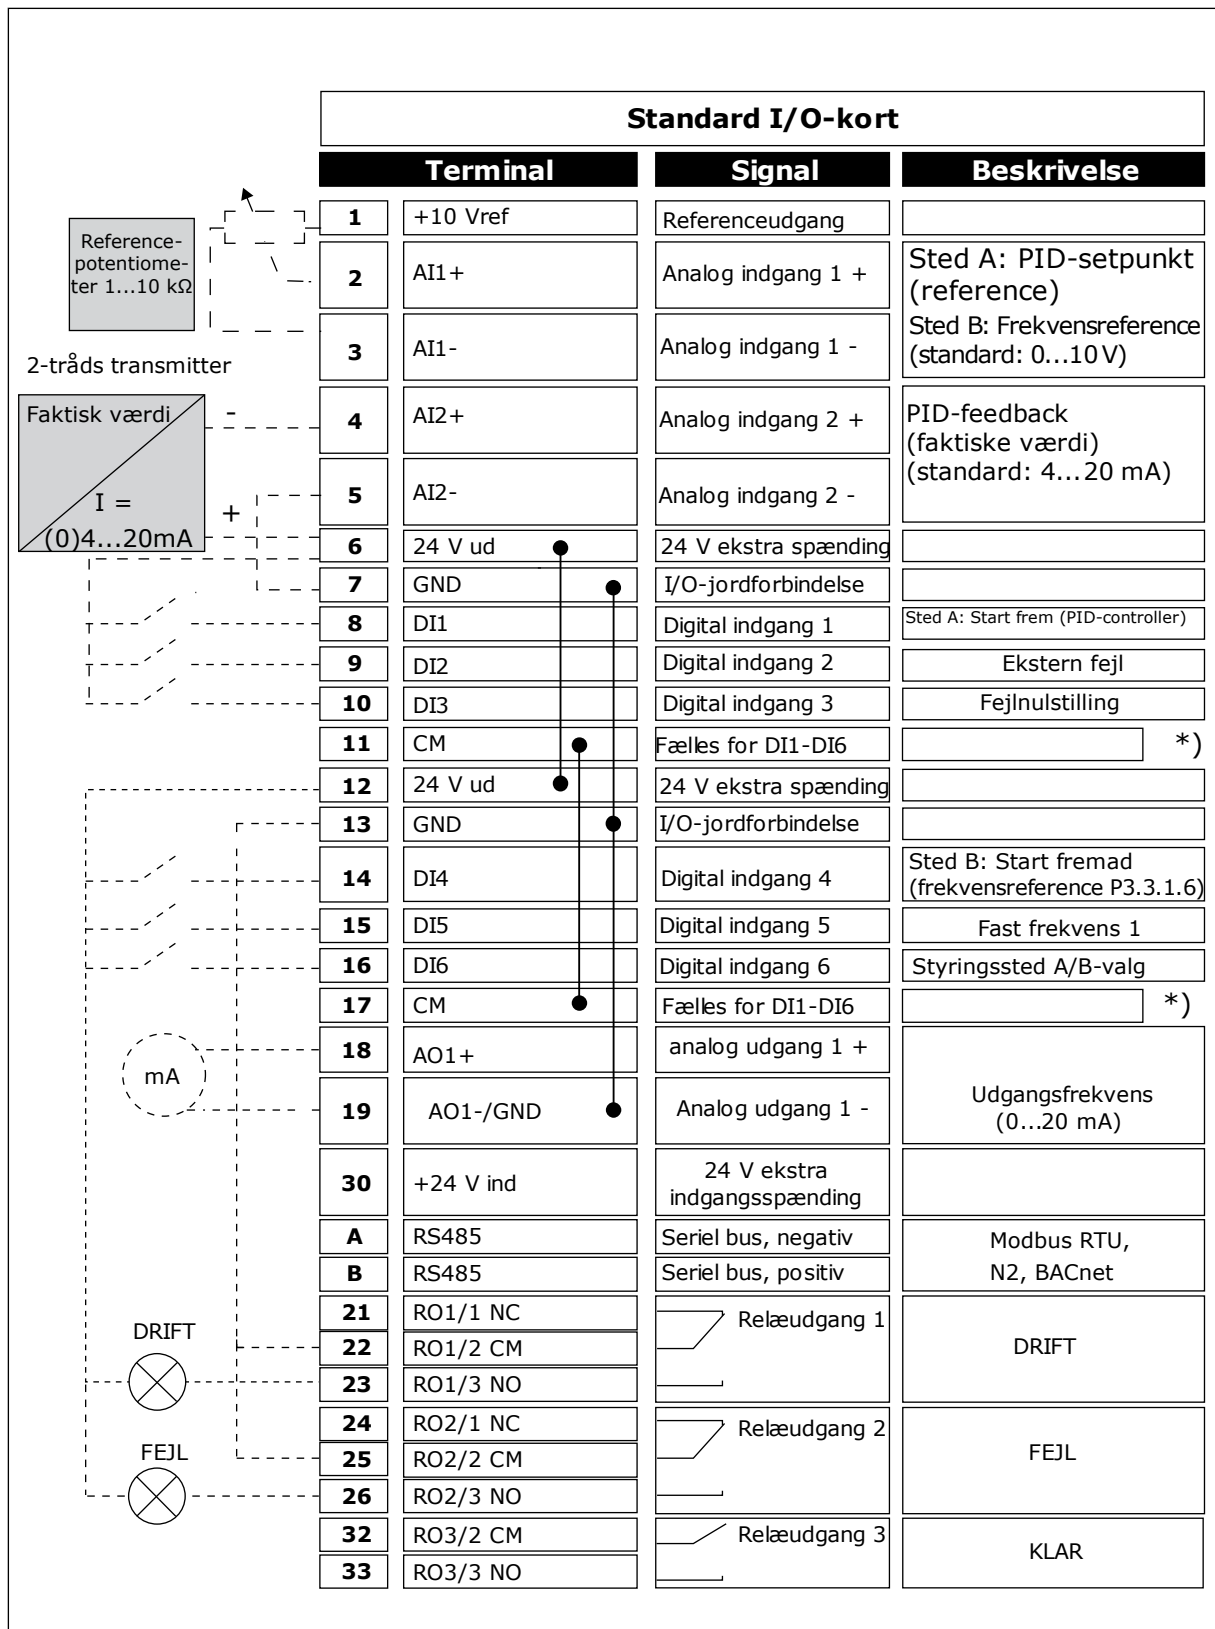 Standard I/O-kort
Terminal
Signal
Beskrivelse
Reference-
potentiome-
ter 1...10 kΩ
1
+10 Vref
Referenceudgang
2
AI1+
Analog indgang 1 +
Sted A: PID-setpunkt
(reference)
Sted B: Frekvensreference
(standard: 0...10 V)
3
AI1-
Analog indgang 1 -
2-tråds transmitter
Faktisk værdi
-
I =
+
(0)4...20mA
4
AI2+
Analog indgang 2 +
PID-feedback
(faktiske værdi)
(standard: 4...20 mA)
5
AI2-
Analog indgang 2 -
6
24 V ud
24 V ekstra spænding
7
GND
I/O-jordforbindelse
8
DI1
Digital indgang 1
Sted A: Start frem (PID-controller)
9
DI2
Digital indgang 2
Ekstern fejl
10
DI3
Digital indgang 3
Fejlnulstilling
11
CM
Fælles for DI1-DI6
*)
12
24 V ud
24 V ekstra spænding
13
GND
I/O-jordforbindelse
14
DI4
Digital indgang 4
Sted B: Start fremad
(frekvensreference P3.3.1.6)
15
DI5
Digital indgang 5
Fast frekvens 1
16
DI6
Digital indgang 6
Styringssted A/B-valg
17
CM
Fælles for DI1-DI6
*)
mA
18
AO1+
analog udgang 1 +
19
AO1-/GND
Analog udgang 1 -
Udgangsfrekvens
(0...20 mA)
30
+24 V ind
24 V ekstra
indgangsspænding
A
RS485
Seriel bus, negativ
Modbus RTU,
N2, BACnet
B
RS485
Seriel bus, positiv
DRIFT
21
RO1/1 NC
Relæudgang 1
DRIFT
22
RO1/2 CM
23
RO1/3 NO
FEJL
24
RO2/1 NC
Relæudgang 2
FEJL
25
RO2/2 CM
26
RO2/3 NO
32
RO3/2 CM
Relæudgang 3
KLAR
33
RO3/3 NO